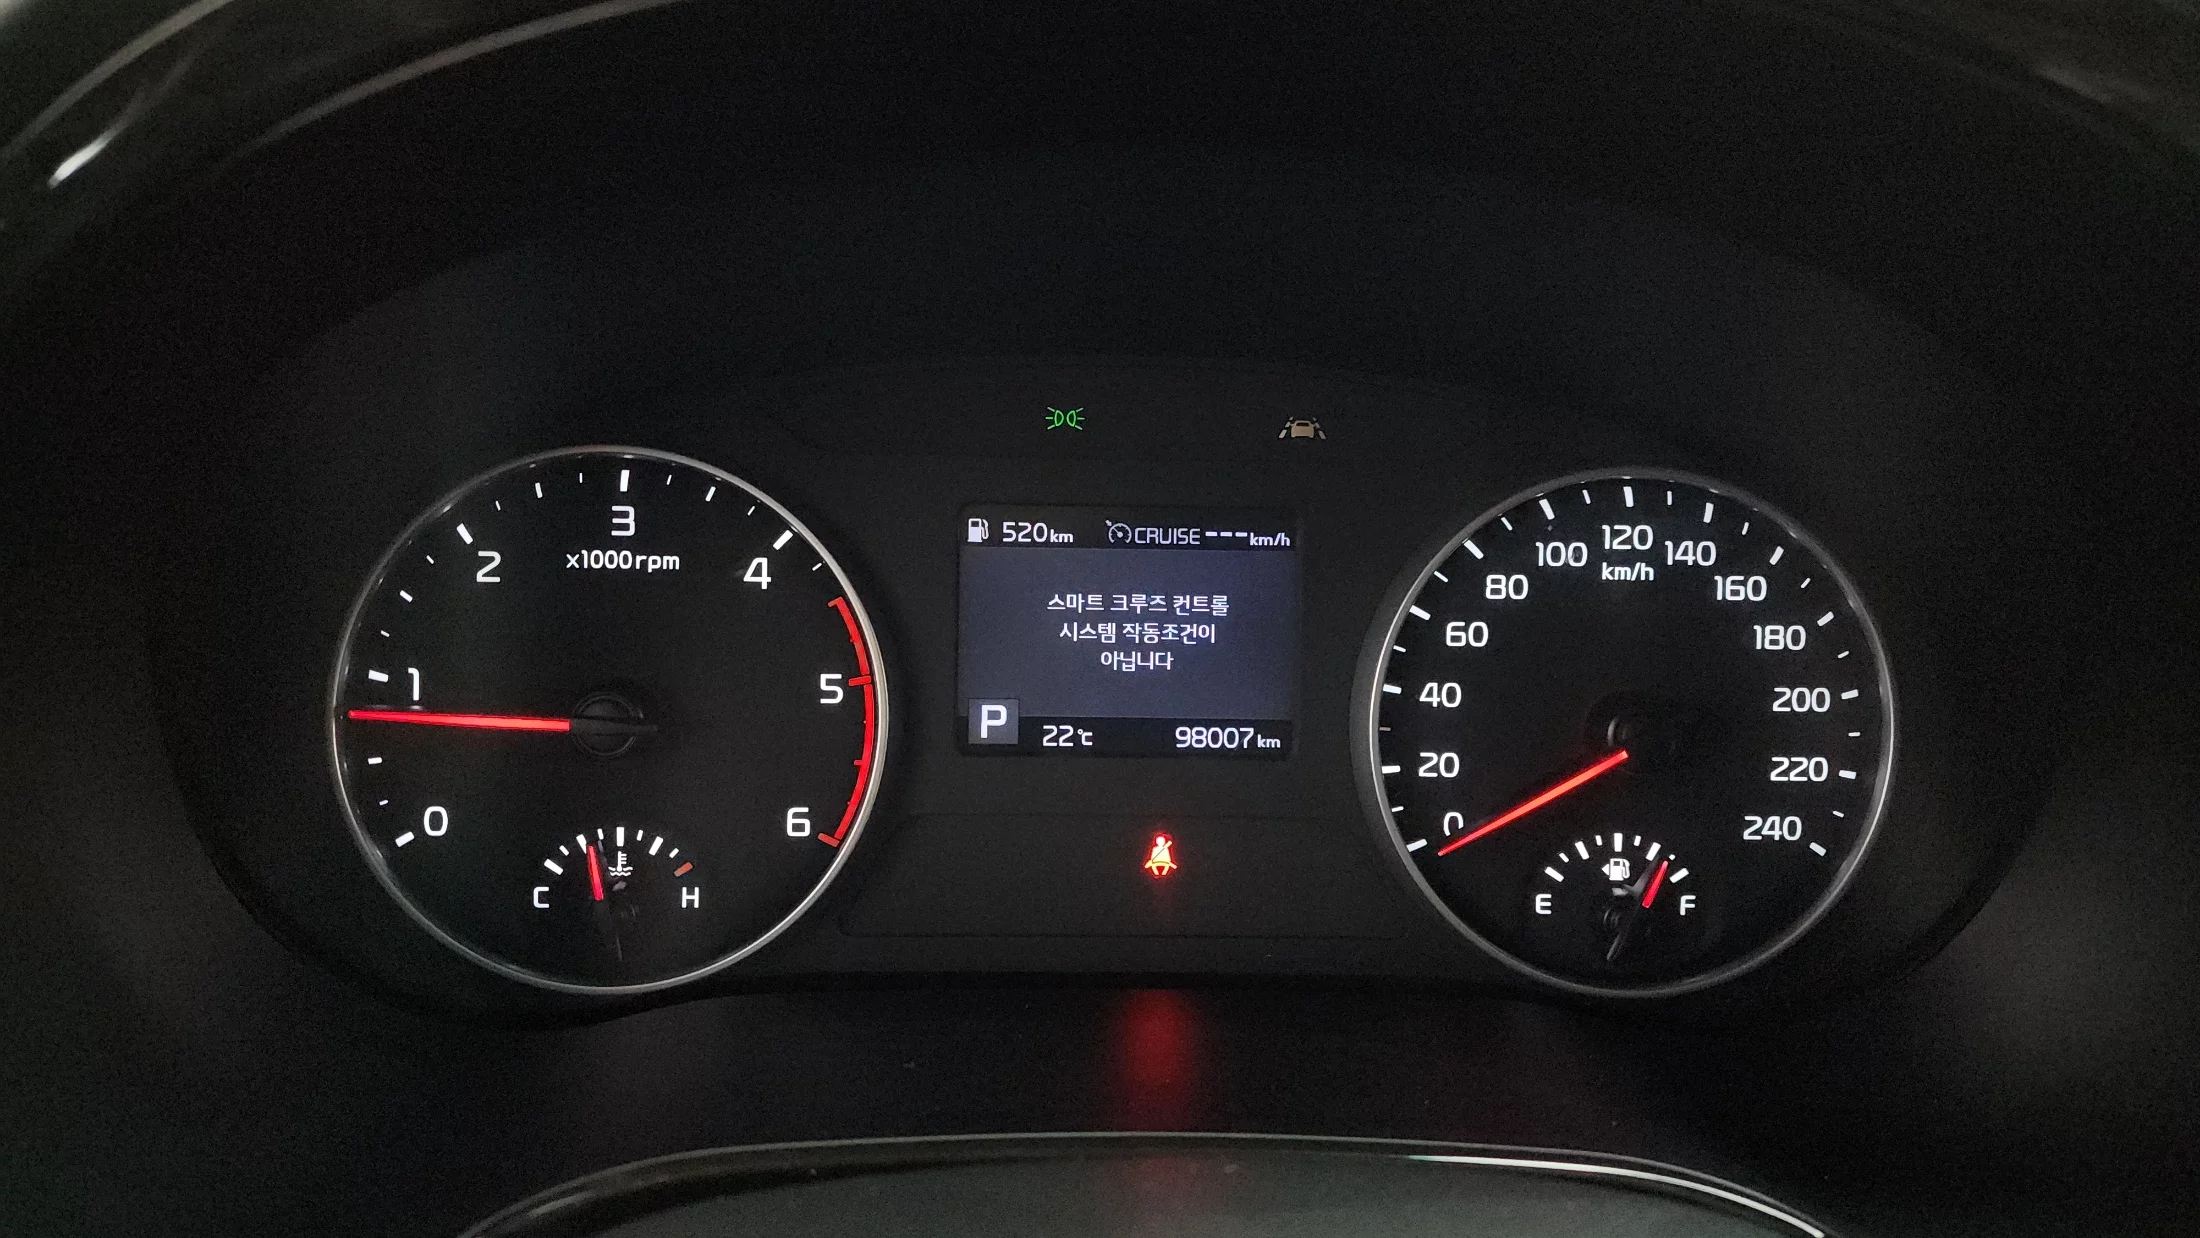 520km CRUISE ---km/h
스마트 크루즈 컨트롤
시스템 작동조건이
아닙니다
P 22℃ 98007km
0 1 2 3 4 5 6
x1000rpm
C H
0 20 40 60 80 100 120 140 160 180 200 220 240
km/h
E F